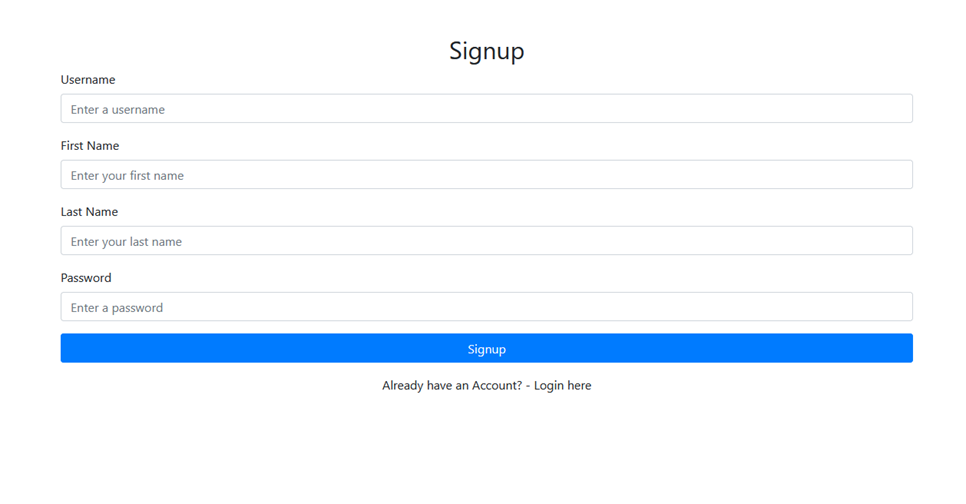 Signup
Username
Enter a username
First Name
Enter your first name
Last Name
Enter your last name
Password
Enter a password
Signup
Already have an Account? - Login here